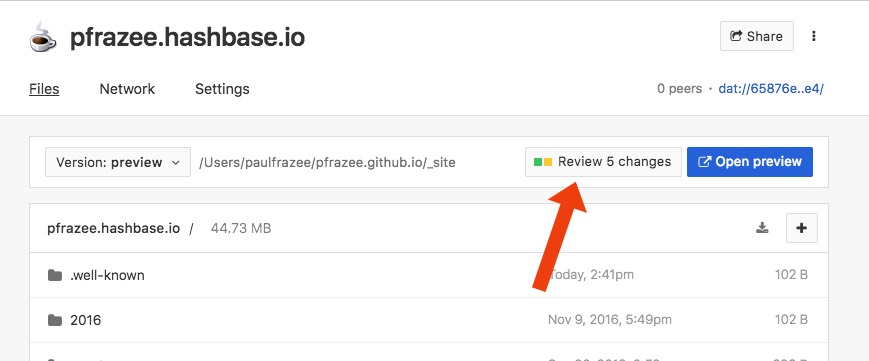 pfrazee.hashbase.io
Share
Files Network Settings
0 peers · dat://65876e..e4/
Version: preview /Users/paulfrazee/pfrazee.github.io/_site Review 5 changes Open preview
pfrazee.hashbase.io / 44.73 MB
.well-known Today, 2:41pm 102 B
2016 Nov 9, 2016, 5:49pm 102 B